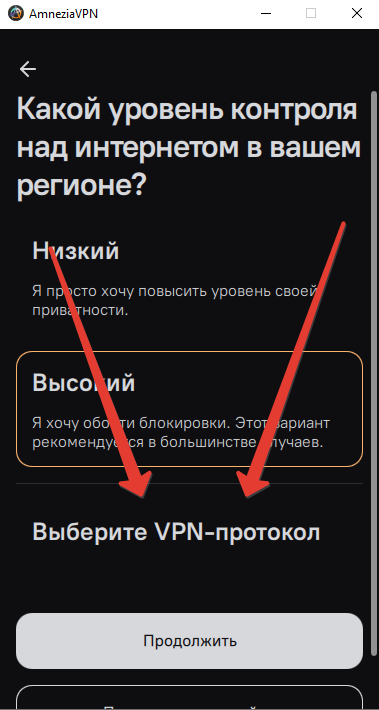 AmneziaVPN
Какой уровень контроля
над интернетом в вашем
регионе?
Низкий
Я просто хочу повысить уровень своей
приватности.
Высокий
Я хочу обойти блокировки. Этот вариант
рекомендуется в большинстве случаев.
Выберите VPN-протокол
Продолжить